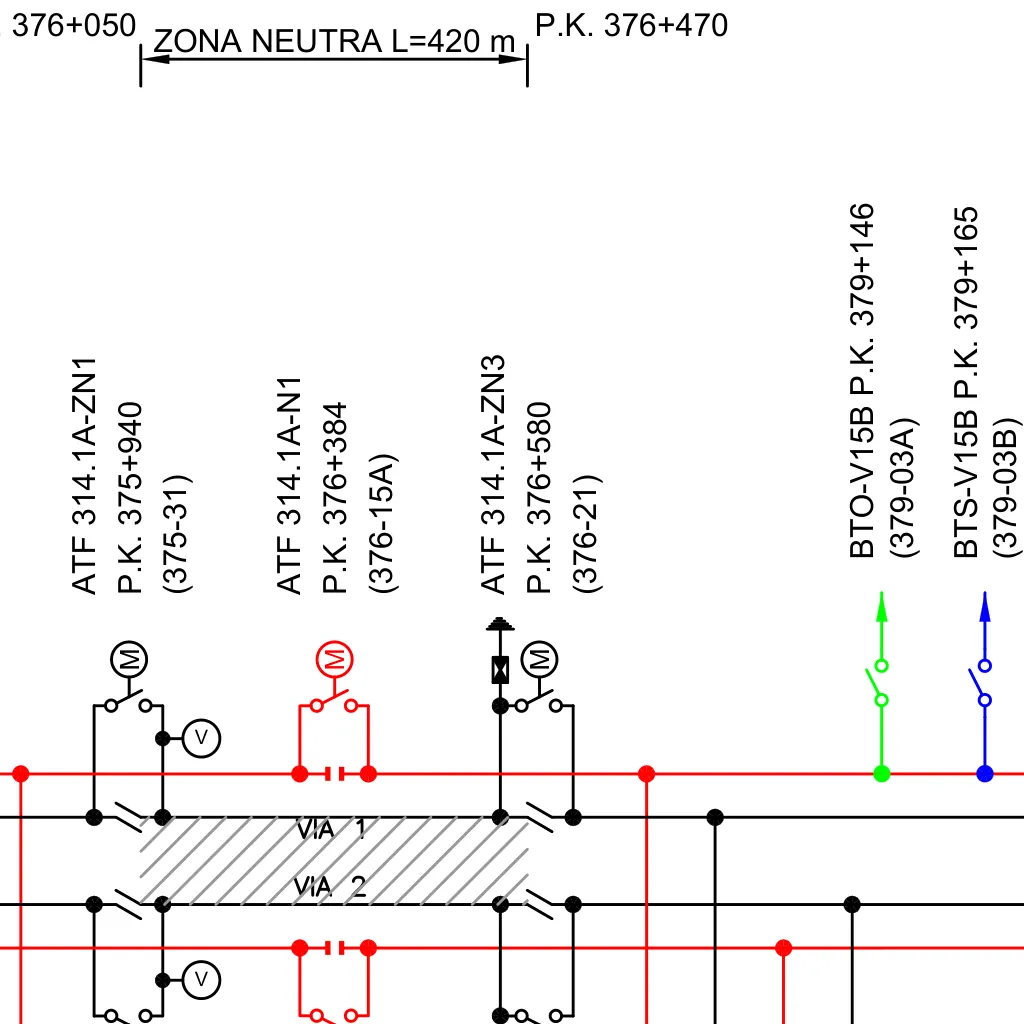 . 376+050
ZONA NEUTRA L=420 m
P.K. 376+470
ATF 314.1A-ZN1
P.K. 375+940
(375-31)
ATF 314.1A-N1
P.K. 376+384
(376-15A)
ATF 314.1A-ZN3
P.K. 376+580
(376-21)
BTO-V15B P.K. 379+146
(379-03A)
BTS-V15B P.K. 379+165
(379-03B)
M
M
M
V
VIA 1
VIA 2
V